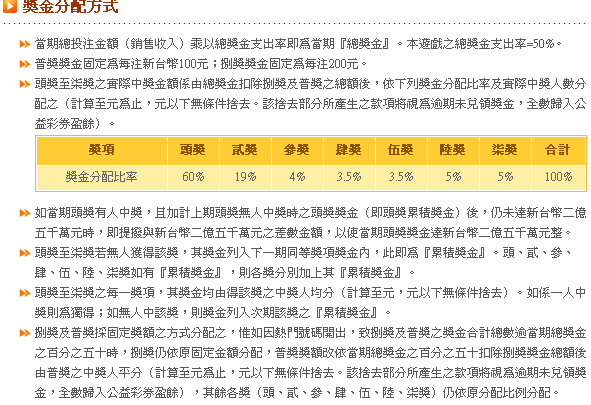 獎金分配方式
當期總投注金額（銷售收入）乘以總獎金支出率即為當期『總獎金』。本遊戲之總獎金支出率=50%。
普獎獎金固定為每注新台幣100元；捌獎獎金固定為每注200元。
頭獎至柒獎之實際中獎金額係由總獎金扣除捌獎及普獎之總額後，依下列獎金分配比率及實際中獎人數分
配之（計算至元為止，元以下無條件捨去。該捨去部分所產生之款項將視為逾期未兌領獎金，全數歸入公
益彩券盈餘）。
獎項 頭獎 貳獎 參獎 肆獎 伍獎 陸獎 柒獎 合計
獎金分配比率 60% 19% 4% 3.5% 3.5% 5% 5% 100%
如當期頭獎有人中獎，且加計上期頭獎無人中獎時之頭獎獎金（即頭獎累積獎金）後，仍未達新台幣二億
五千萬元時，即提撥與新台幣二億五千萬元之差數金額，以使當期頭獎獎金達新台幣二億五千萬元整。
頭獎至柒獎若無人獲得該獎，其獎金列入下一期同等獎項獎金內，此即為『累積獎金』。頭、貳、參、
肆、伍、陸、柒獎如有『累積獎金』，則各獎分別加上其『累積獎金』。
頭獎至柒獎之每一獎項，其獎金均由得該獎之中獎人均分（計算至元，元以下無條件捨去）。如係一人中
獎則為獨得；如無人中該獎，則獎金列入次期該獎之『累積獎金』。
捌獎及普獎採固定獎額之方式分配之，惟如因熱門號碼開出，致捌獎及普獎之獎金合計總數逾當期總獎金
之百分之五十時，捌獎仍依原固定金額分配，普獎獎額改依當期總獎金之百分之五十扣除捌獎獎金總額後
由普獎之中獎人平分（計算至元為止，元以下無條件捨去。該捨去部分所產生之款項將視為逾期未兌領獎
金，全數歸入公益彩券盈餘），其餘各獎（頭、貳、參、肆、伍、陸、柒獎）仍依原分配比例分配。